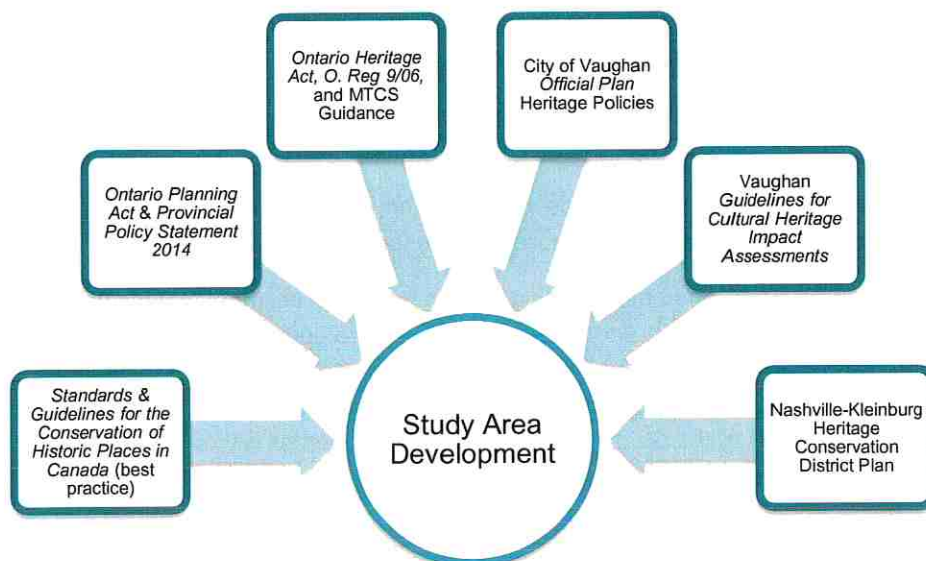 Ontario Heritage
Act, O. Reg 9/06,
and MTCS
Guidance
City of Vaughan
Official Plan
Heritage Policies
Ontario Planning
Act & Provincial
Policy Statement
2014
Vaughan
Guidelines for
Cultural Heritage
Impact
Assessments
Standards &
Guidelines for the
Conservation of
Historic Places in
Canada (best
practice)
Study Area
Development
Nashville-Kleinburg
Heritage
Conservation
District Plan